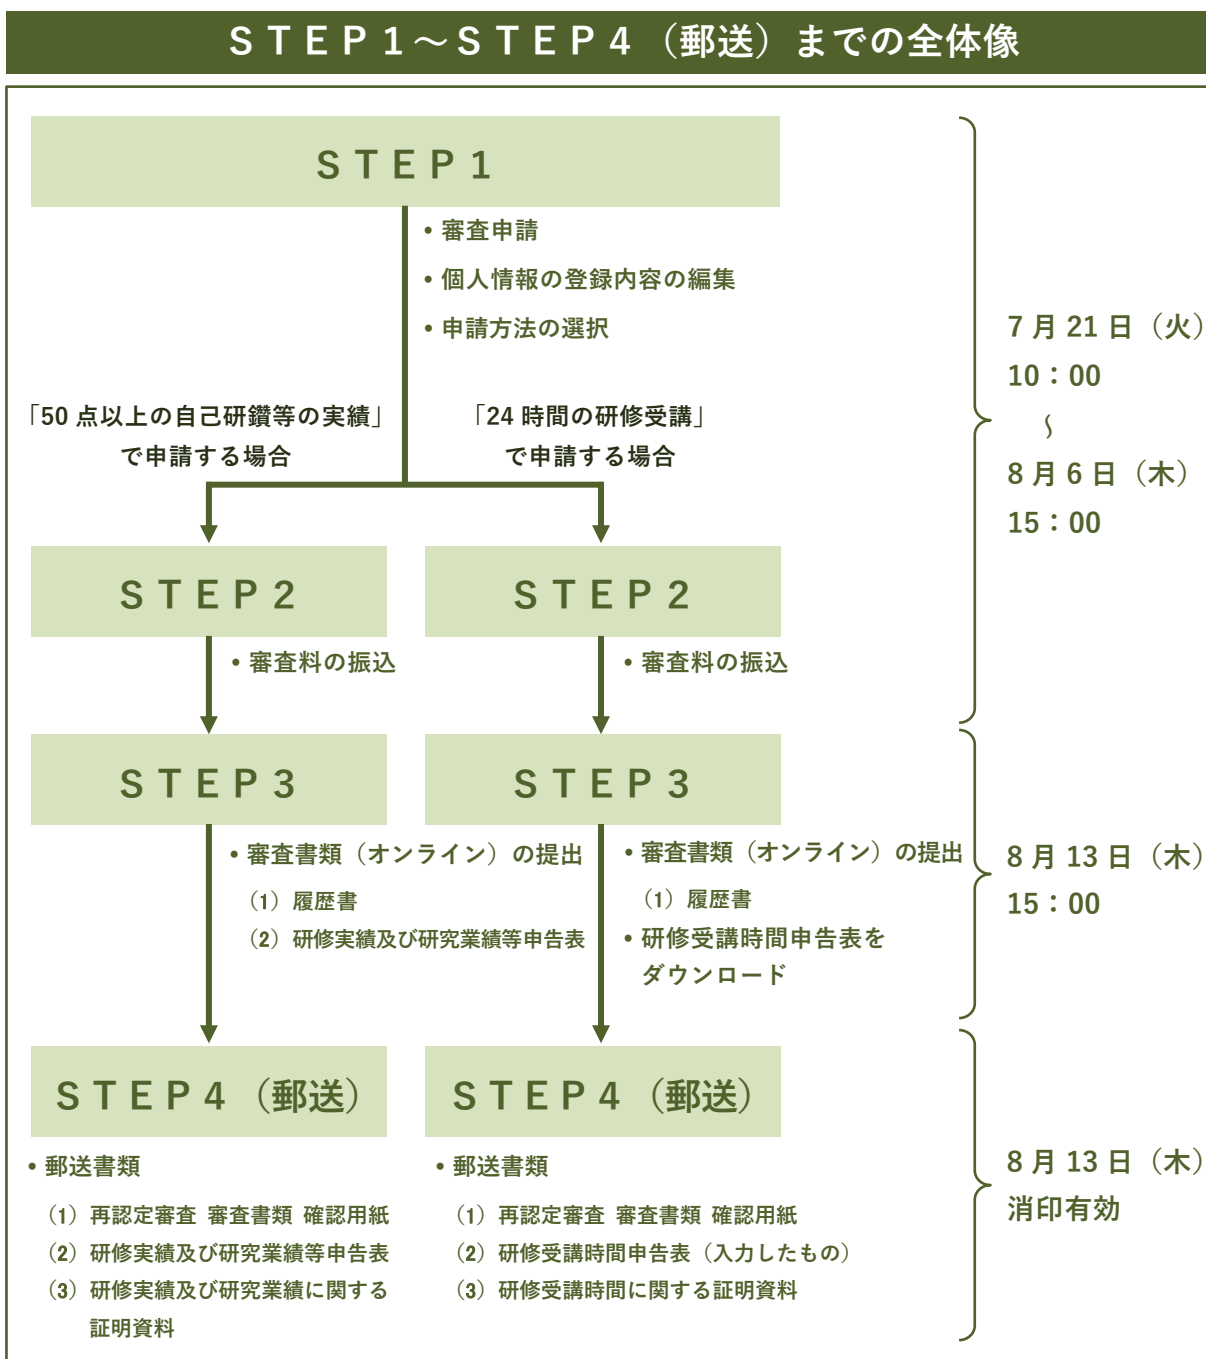 ＳＴＥＰ１～ＳＴＥＰ４（郵送）までの全体像
ＳＴＥＰ１
• 審査申請
• 個人情報の登録内容の編集
• 申請方法の選択
「50 点以上の自己研鑽等の実績」
で申請する場合
「24 時間の研修受講」
で申請する場合
7 月 21 日（火）
10：00
～
8 月 6 日（木）
15：00
ＳＴＥＰ２
• 審査料の振込
ＳＴＥＰ２
• 審査料の振込
ＳＴＥＰ３
• 審査書類（オンライン）の提出
（1）履歴書
（2）研修実績及び研究業績等申告表
ＳＴＥＰ３
• 審査書類（オンライン）の提出
（1）履歴書
• 研修受講時間申告表を
ダウンロード
8 月 13 日（木）
15：00
ＳＴＥＰ４（郵送）
• 郵送書類
（1）再認定審査 審査書類 確認用紙
（2）研修実績及び研究業績等申告表
（3）研修実績及び研究業績に関する
証明資料
ＳＴＥＰ４（郵送）
• 郵送書類
（1）再認定審査 審査書類 確認用紙
（2）研修受講時間申告表（入力したもの）
（3）研修受講時間に関する証明資料
8 月 13 日（木）
消印有効